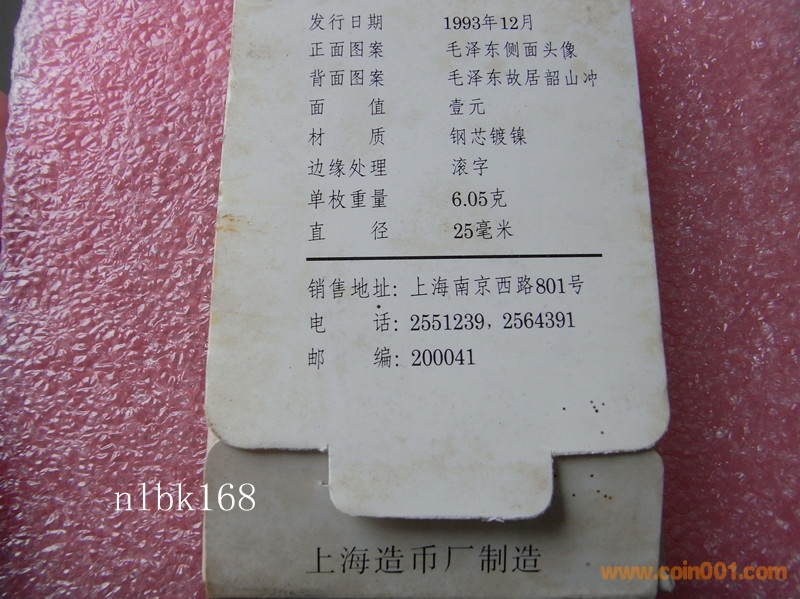 发行日期 1993年12月
正面图案 毛泽东侧面头像
背面图案 毛泽东故居韶山冲
面 值 壹元
材 质 钢芯镀镍
边缘处理 滚字
单枚重量 6.05克
直 径 25毫米
销售地址: 上海南京西路801号
电 话: 2551239, 2564391
邮 编: 200041
nlbk168
上海造币厂制造
www.coin001.com